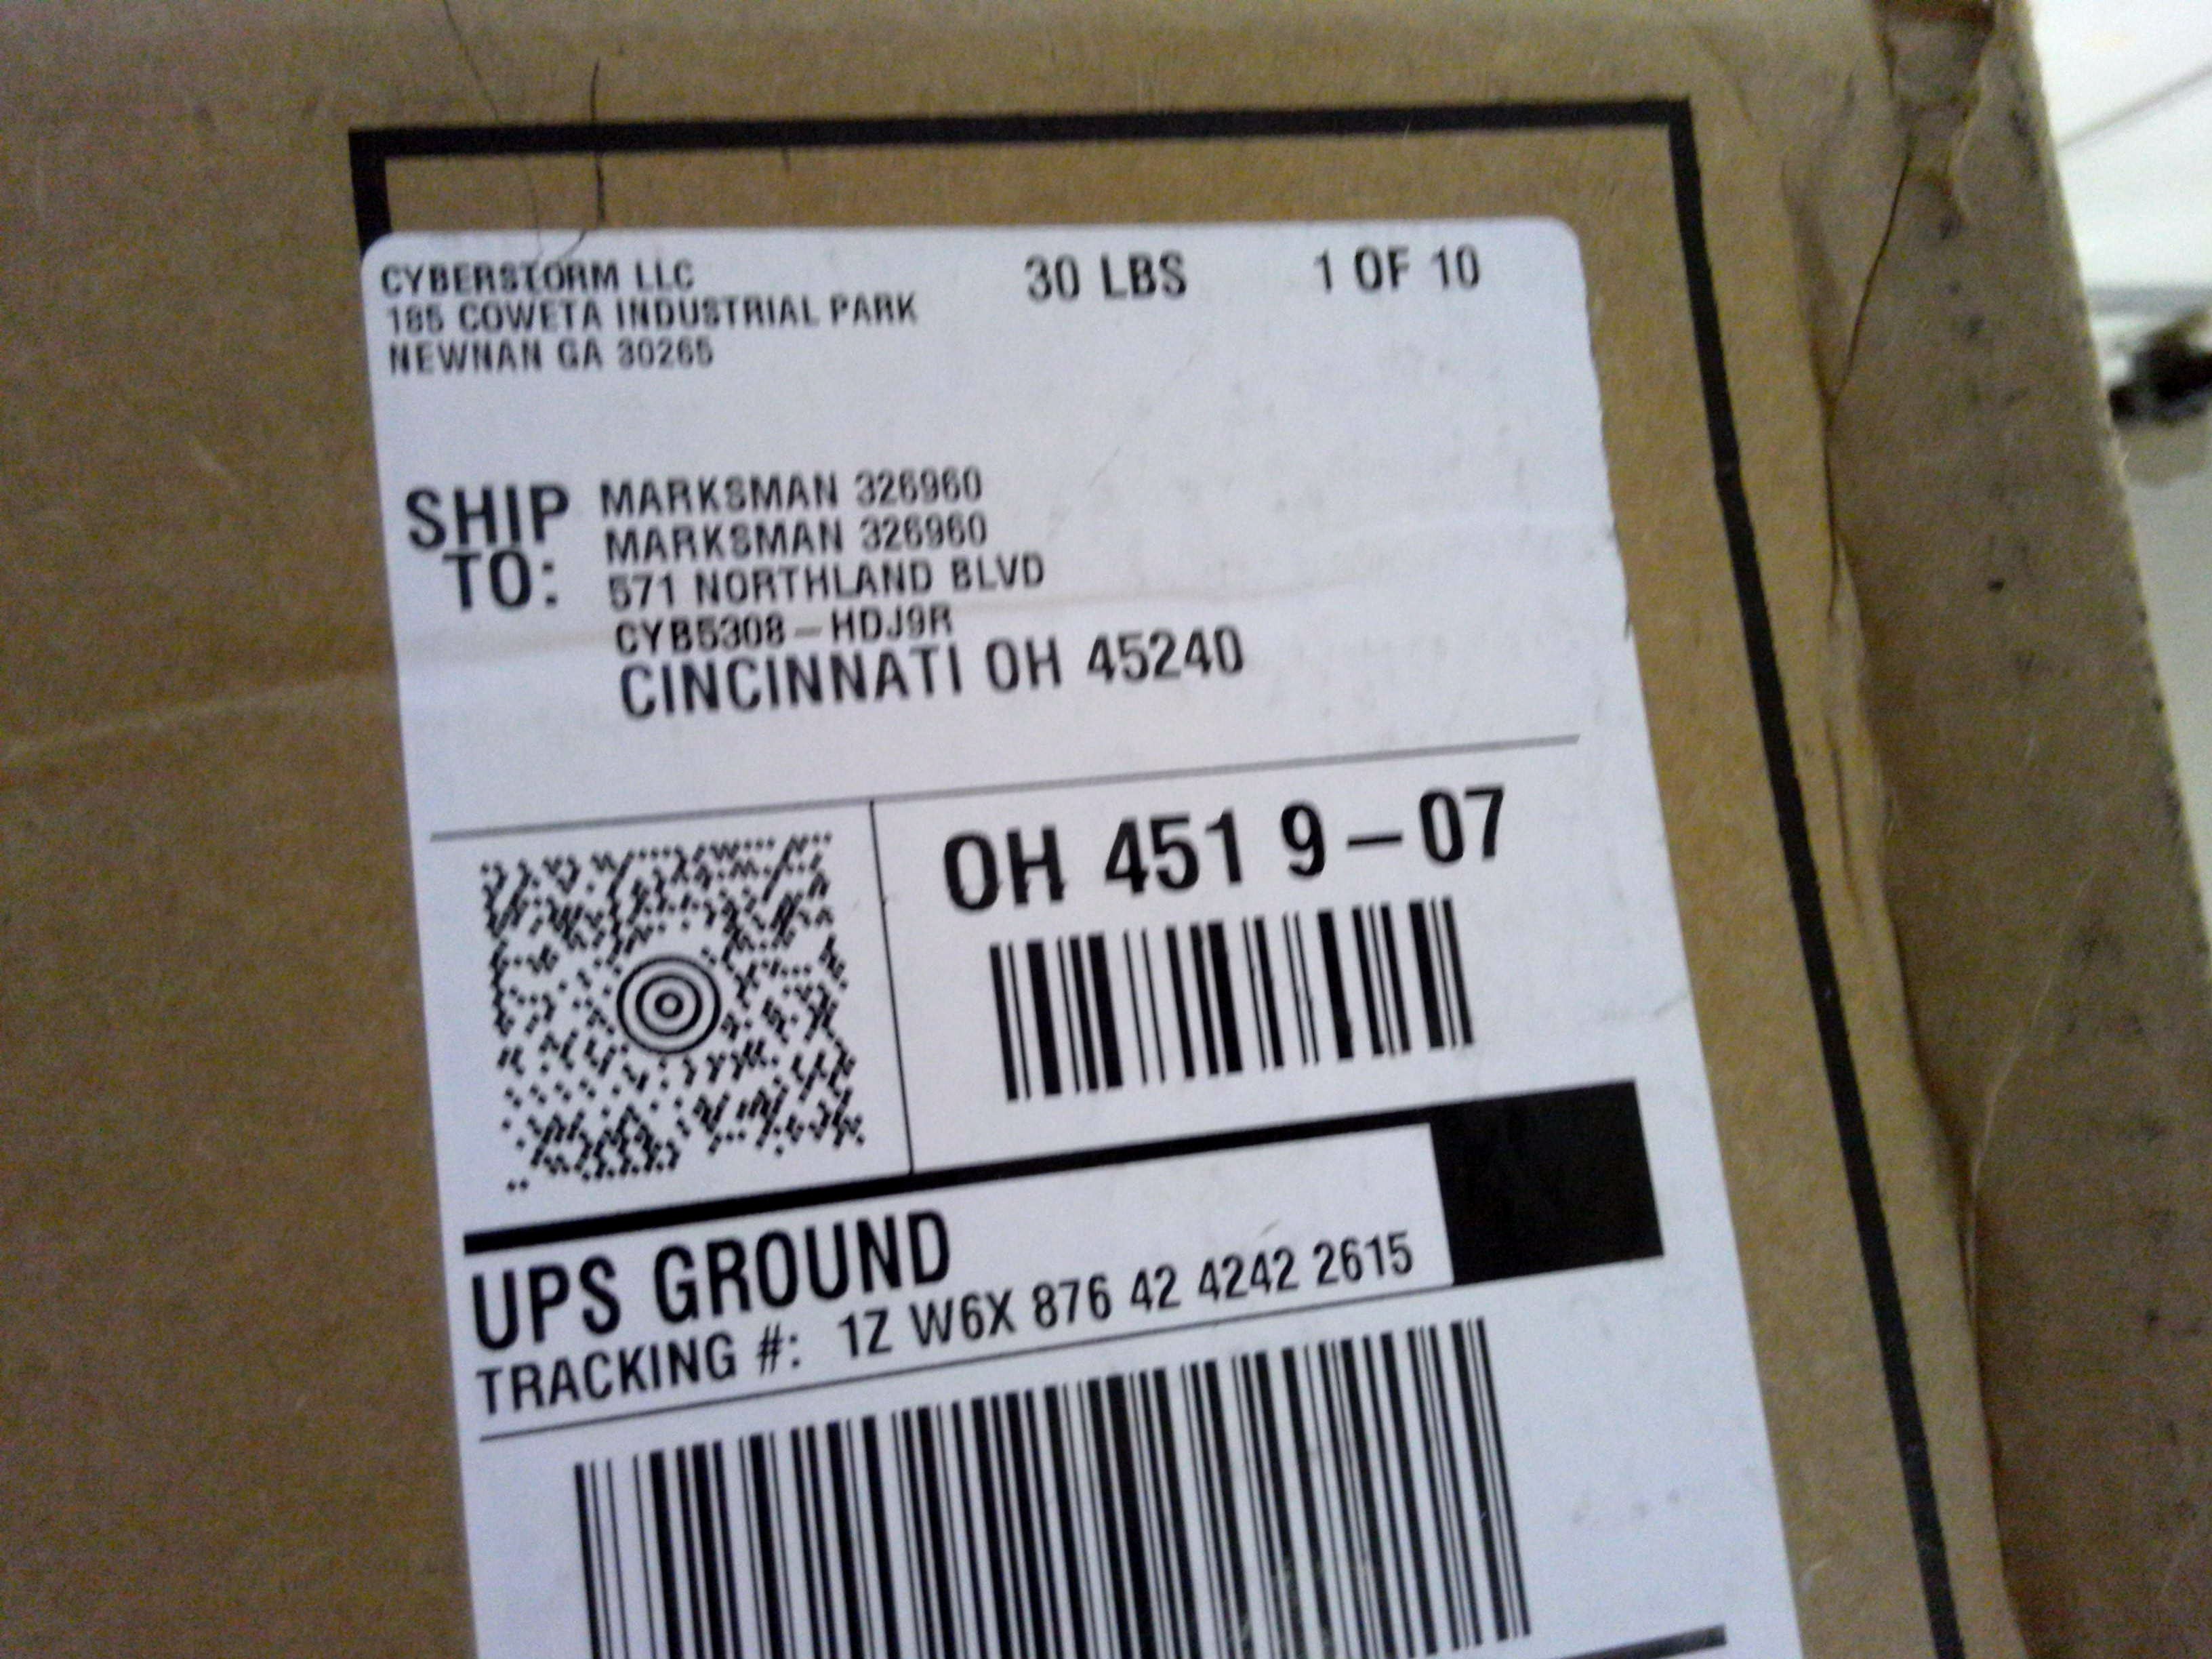 CYBERSTORM LLC
185 COWETA INDUSTRIAL PARK
NEWNAN GA 30265
30 LBS 1 OF 10
SHIP TO:
MARKSMAN 326960
MARKSMAN 326960
571 NORTHLAND BLVD
CYB5308-HDJ9R
CINCINNATI OH 45240
OH 451 9-07
UPS GROUND
TRACKING #: 1Z W6X 876 42 4242 2615